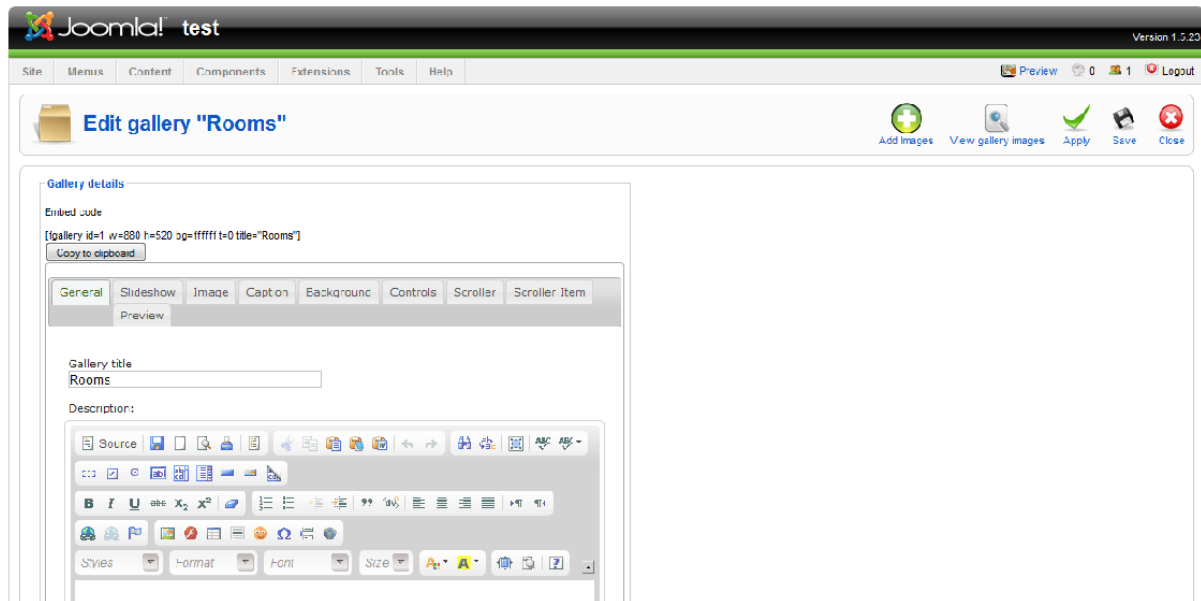 Joomla! test
Version 1.5.23
Site Menus Content Components Extensions Tools Help Preview 0 1 Logout
Edit gallery "Rooms"
Add Images View gallery images Apply Save Close
Gallery details
Embed code
[fgallery id=1 w=880 h=520 bg=ffffff t=0 title="Rooms"]
Copy to clipboard
General Slideshow Image Caption Background Controls Scroller Scroller Item
Preview
Gallery title
Rooms
Description:
Source
B I U abc X2 X2
Styles Format Font Size